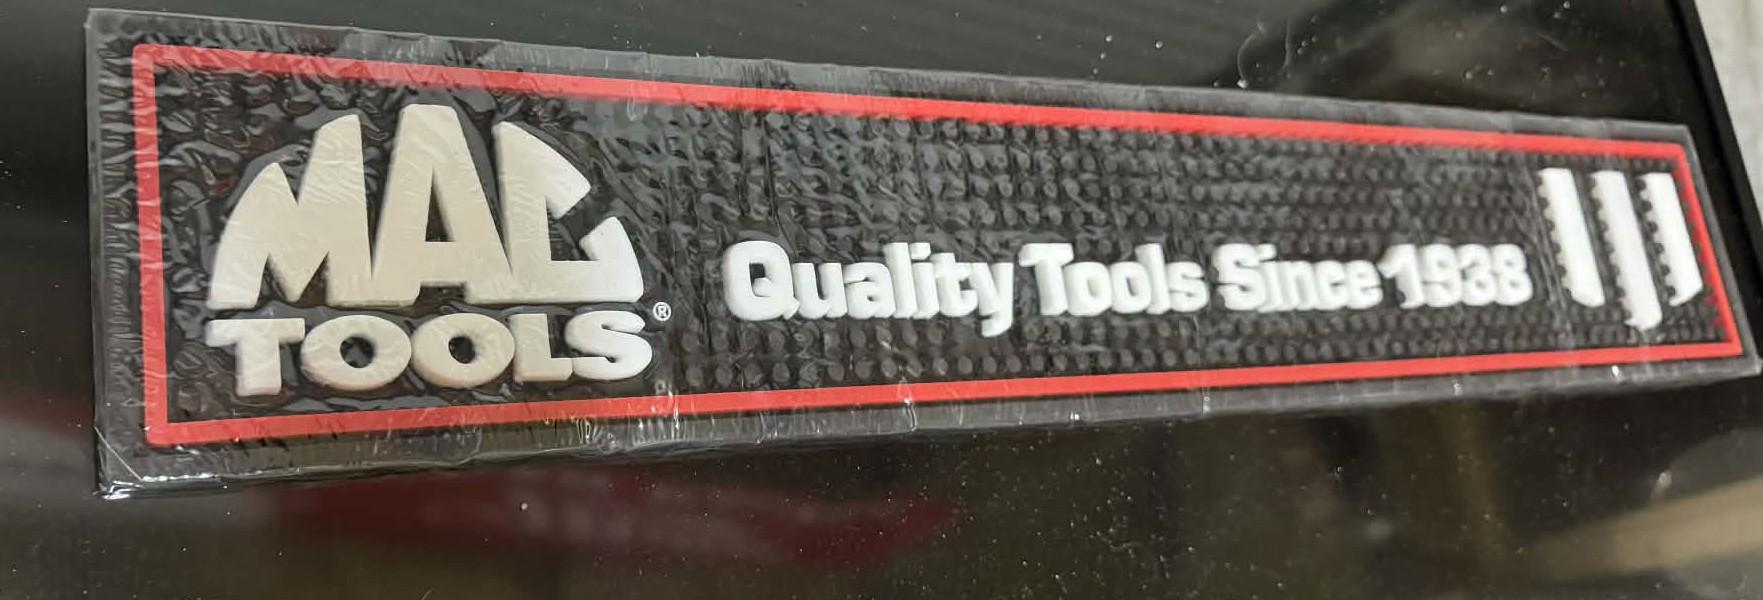 MAC
TOOLS®
Quality Tools Since 1938